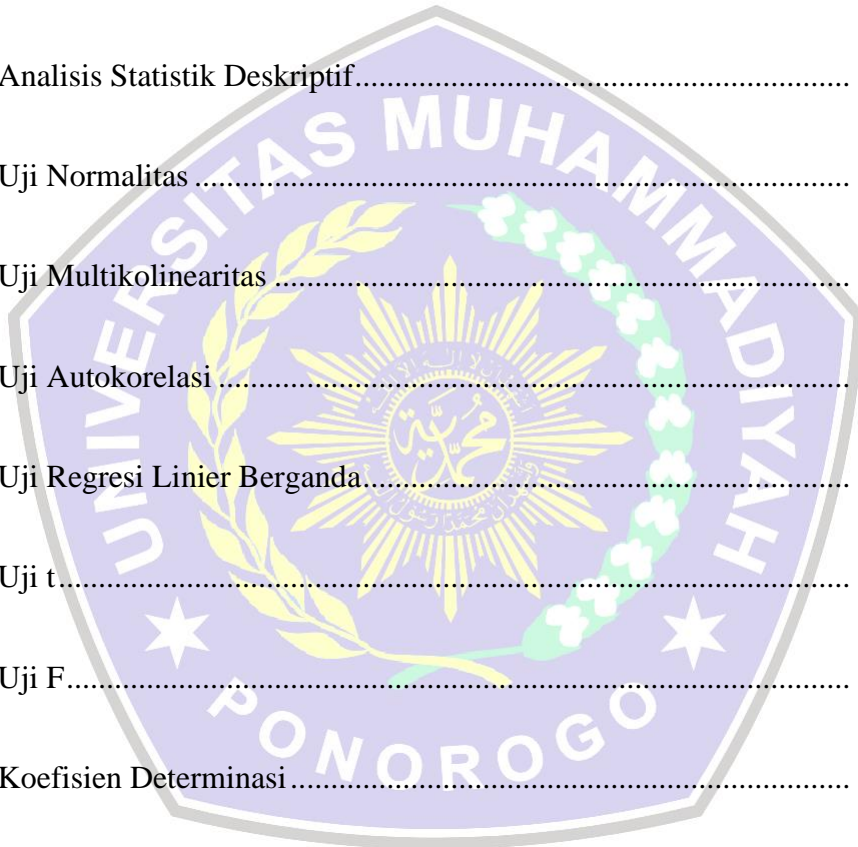 Analisis Statistik Deskriptif..................................................................
Uji Normalitas .......................................................................................
Uji Multikolinearitas ............................................................................
Uji Autokorelasi ....................................................................................
Uji Regresi Linier Berganda.................................................................
Uji t.........................................................................................................
Uji F........................................................................................................
Koefisien Determinasi ..........................................................................
UNIVERSITAS MUHAMMADIYAH
PONOROGO